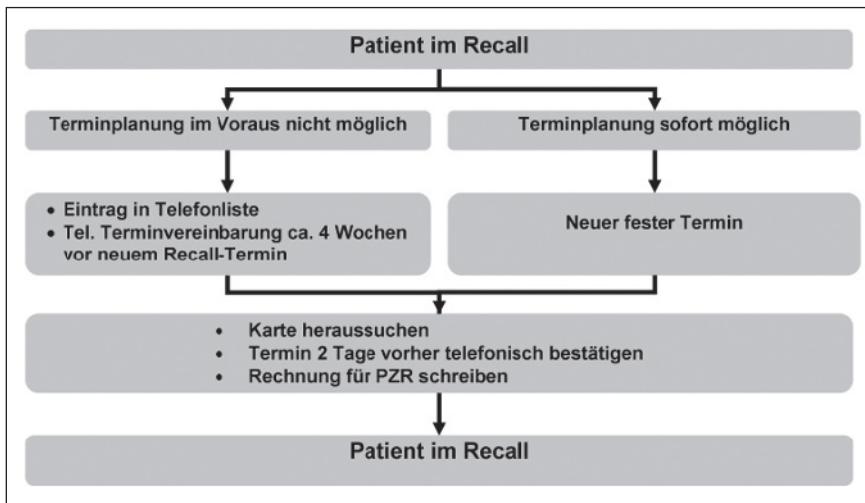 Patient im Recall
Terminplanung im Voraus nicht möglich
Terminplanung sofort möglich
• Eintrag in Telefonliste
• Tel. Terminvereinbarung ca. 4 Wochen
vor neuem Recall-Termin
Neuer fester Termin
• Karte heraussuchen
• Termin 2 Tage vorher telefonisch bestätigen
• Rechnung für PZR schreiben
Patient im Recall